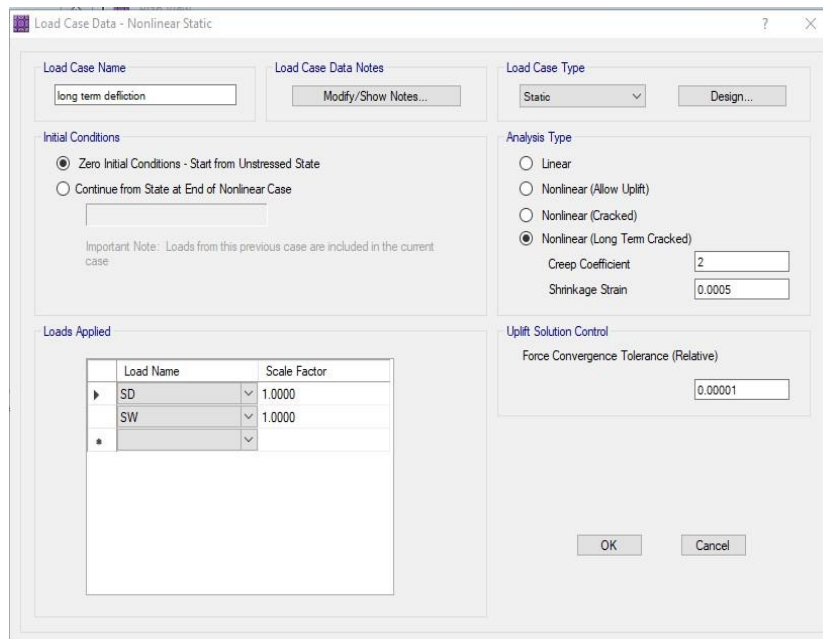 Load Case Data - Nonlinear Static
Load Case Name
long term defliction
Load Case Data Notes
Modify/Show Notes...
Load Case Type
Static
Design...
Initial Conditions
Zero Initial Conditions - Start from Unstressed State
Continue from State at End of Nonlinear Case
Important Note: Loads from this previous case are included in the current
case
Analysis Type
Linear
Nonlinear (Allow Uplift)
Nonlinear (Cracked)
Nonlinear (Long Term Cracked)
Creep Coefficient 2
Shrinkage Strain 0.0005
Loads Applied
Load Name Scale Factor
SD 1.0000
SW 1.0000
Uplift Solution Control
Force Convergence Tolerance (Relative)
0.00001
OK Cancel